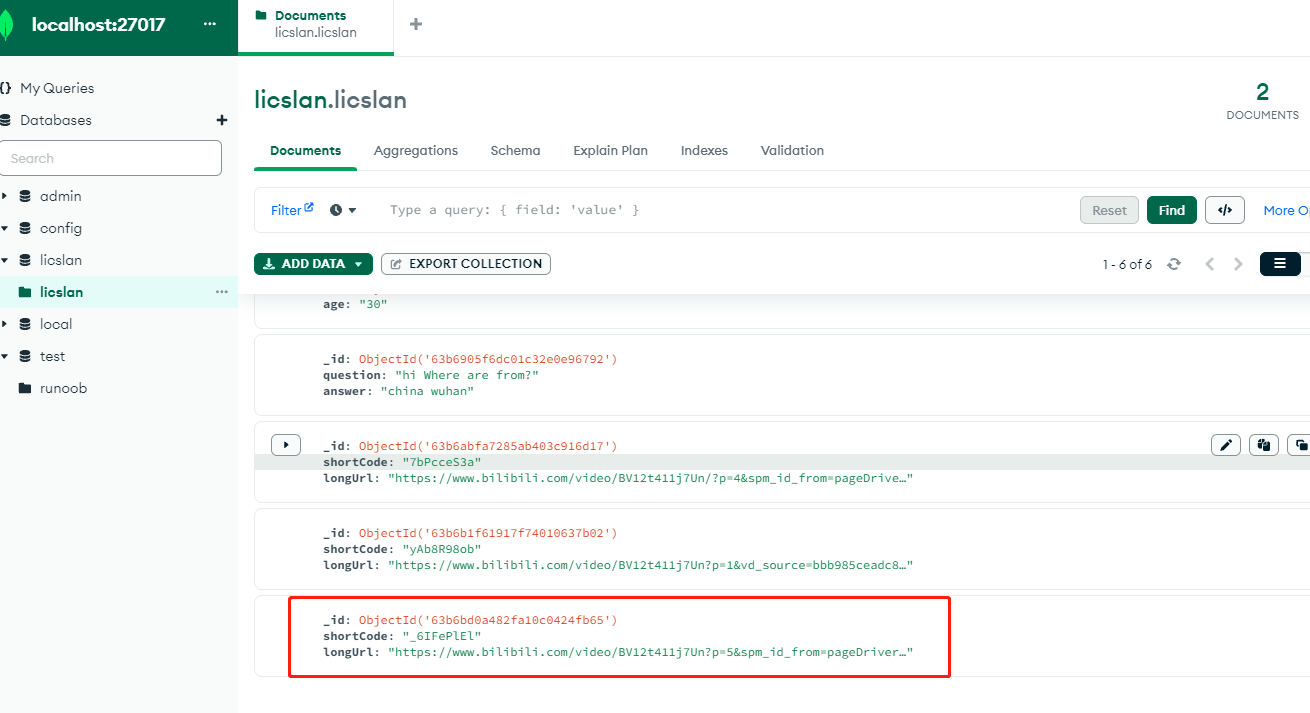 localhost:27017
Documents
licslan.licslan
My Queries
Databases
Search
admin
config
licslan
licslan
local
test
runoob
licslan.licslan
2
DOCUMENTS
Documents Aggregations Schema Explain Plan Indexes Validation
Filter Type a query: { field: 'value' } Reset Find </> More Op
ADD DATA EXPORT COLLECTION 1 - 6 of 6
age: "30"
_id: ObjectId('63b6905f6dc01c32e0e96792')
question: "hi Where are from?"
answer: "china wuhan"
_id: ObjectId('63b6abfa7285ab403c916d17')
shortCode: "7bPcceS3a"
longUrl: "https://www.bilibili.com/video/BV12t411j7Un/?p=4&spm_id_from=pageDrive…"
_id: ObjectId('63b6b1f61917f74010637b02')
shortCode: "yAb8R98ob"
longUrl: "https://www.bilibili.com/video/BV12t411j7Un?p=1&vd_source=bbb985ceadc8…"
_id: ObjectId('63b6bd0a482fa10c0424fb65')
shortCode: "_6IFePlEl"
longUrl: "https://www.bilibili.com/video/BV12t411j7Un?p=5&spm_id_from=pageDriver…"